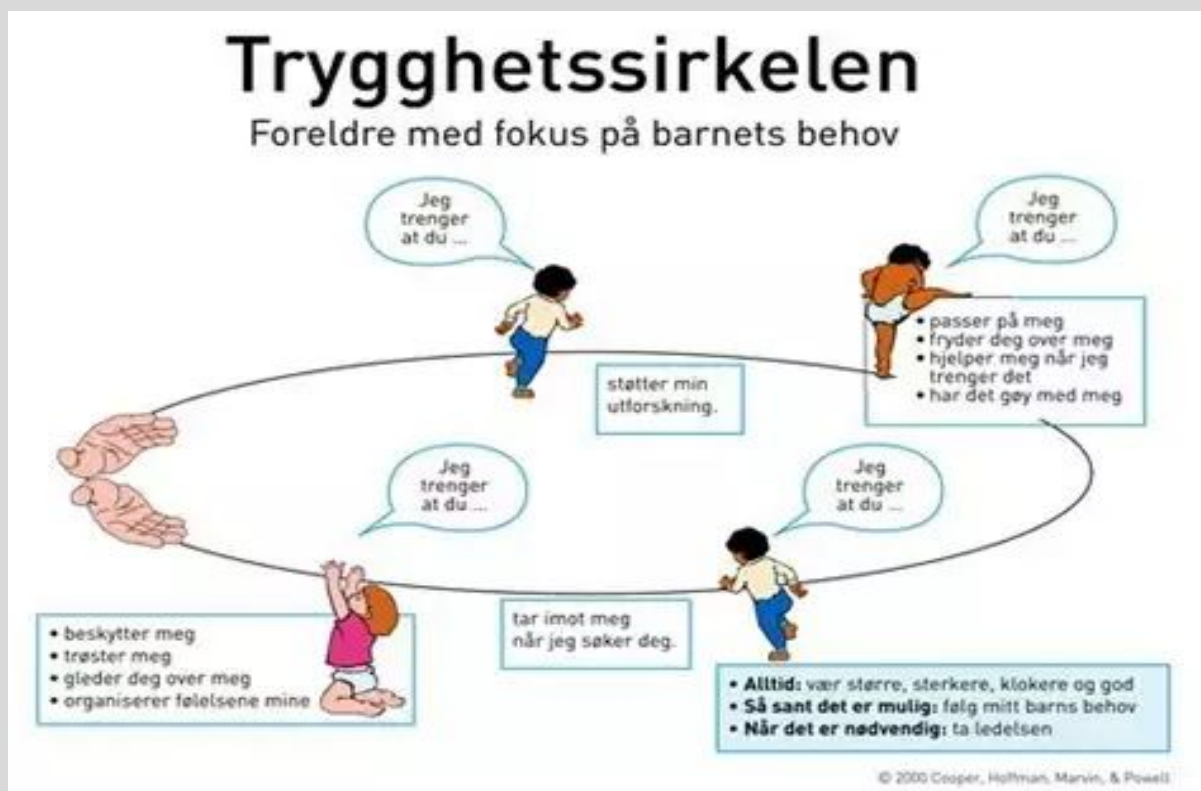 Trygghetssirkelen
Foreldre med fokus på barnets behov
Jeg
trenger
at du ...
Jeg
trenger
at du ...
• passer på meg
• fryder deg over meg
• hjelper meg når jeg
trenger det
• har det gøy med meg
støtter min
utforskning.
Jeg
trenger
at du ...
Jeg
trenger
at du ...
• beskytter meg
• trøster meg
• gleder deg over meg
• organiserer følelsene mine
tar imot meg
når jeg søker deg.
• Alltid: vær større, sterkere, klokere og god
• Så sant det er mulig: følg mitt barns behov
• Når det er nødvendig: ta ledelsen
© 2000 Cooper, Hoffman, Marvin, & Powell